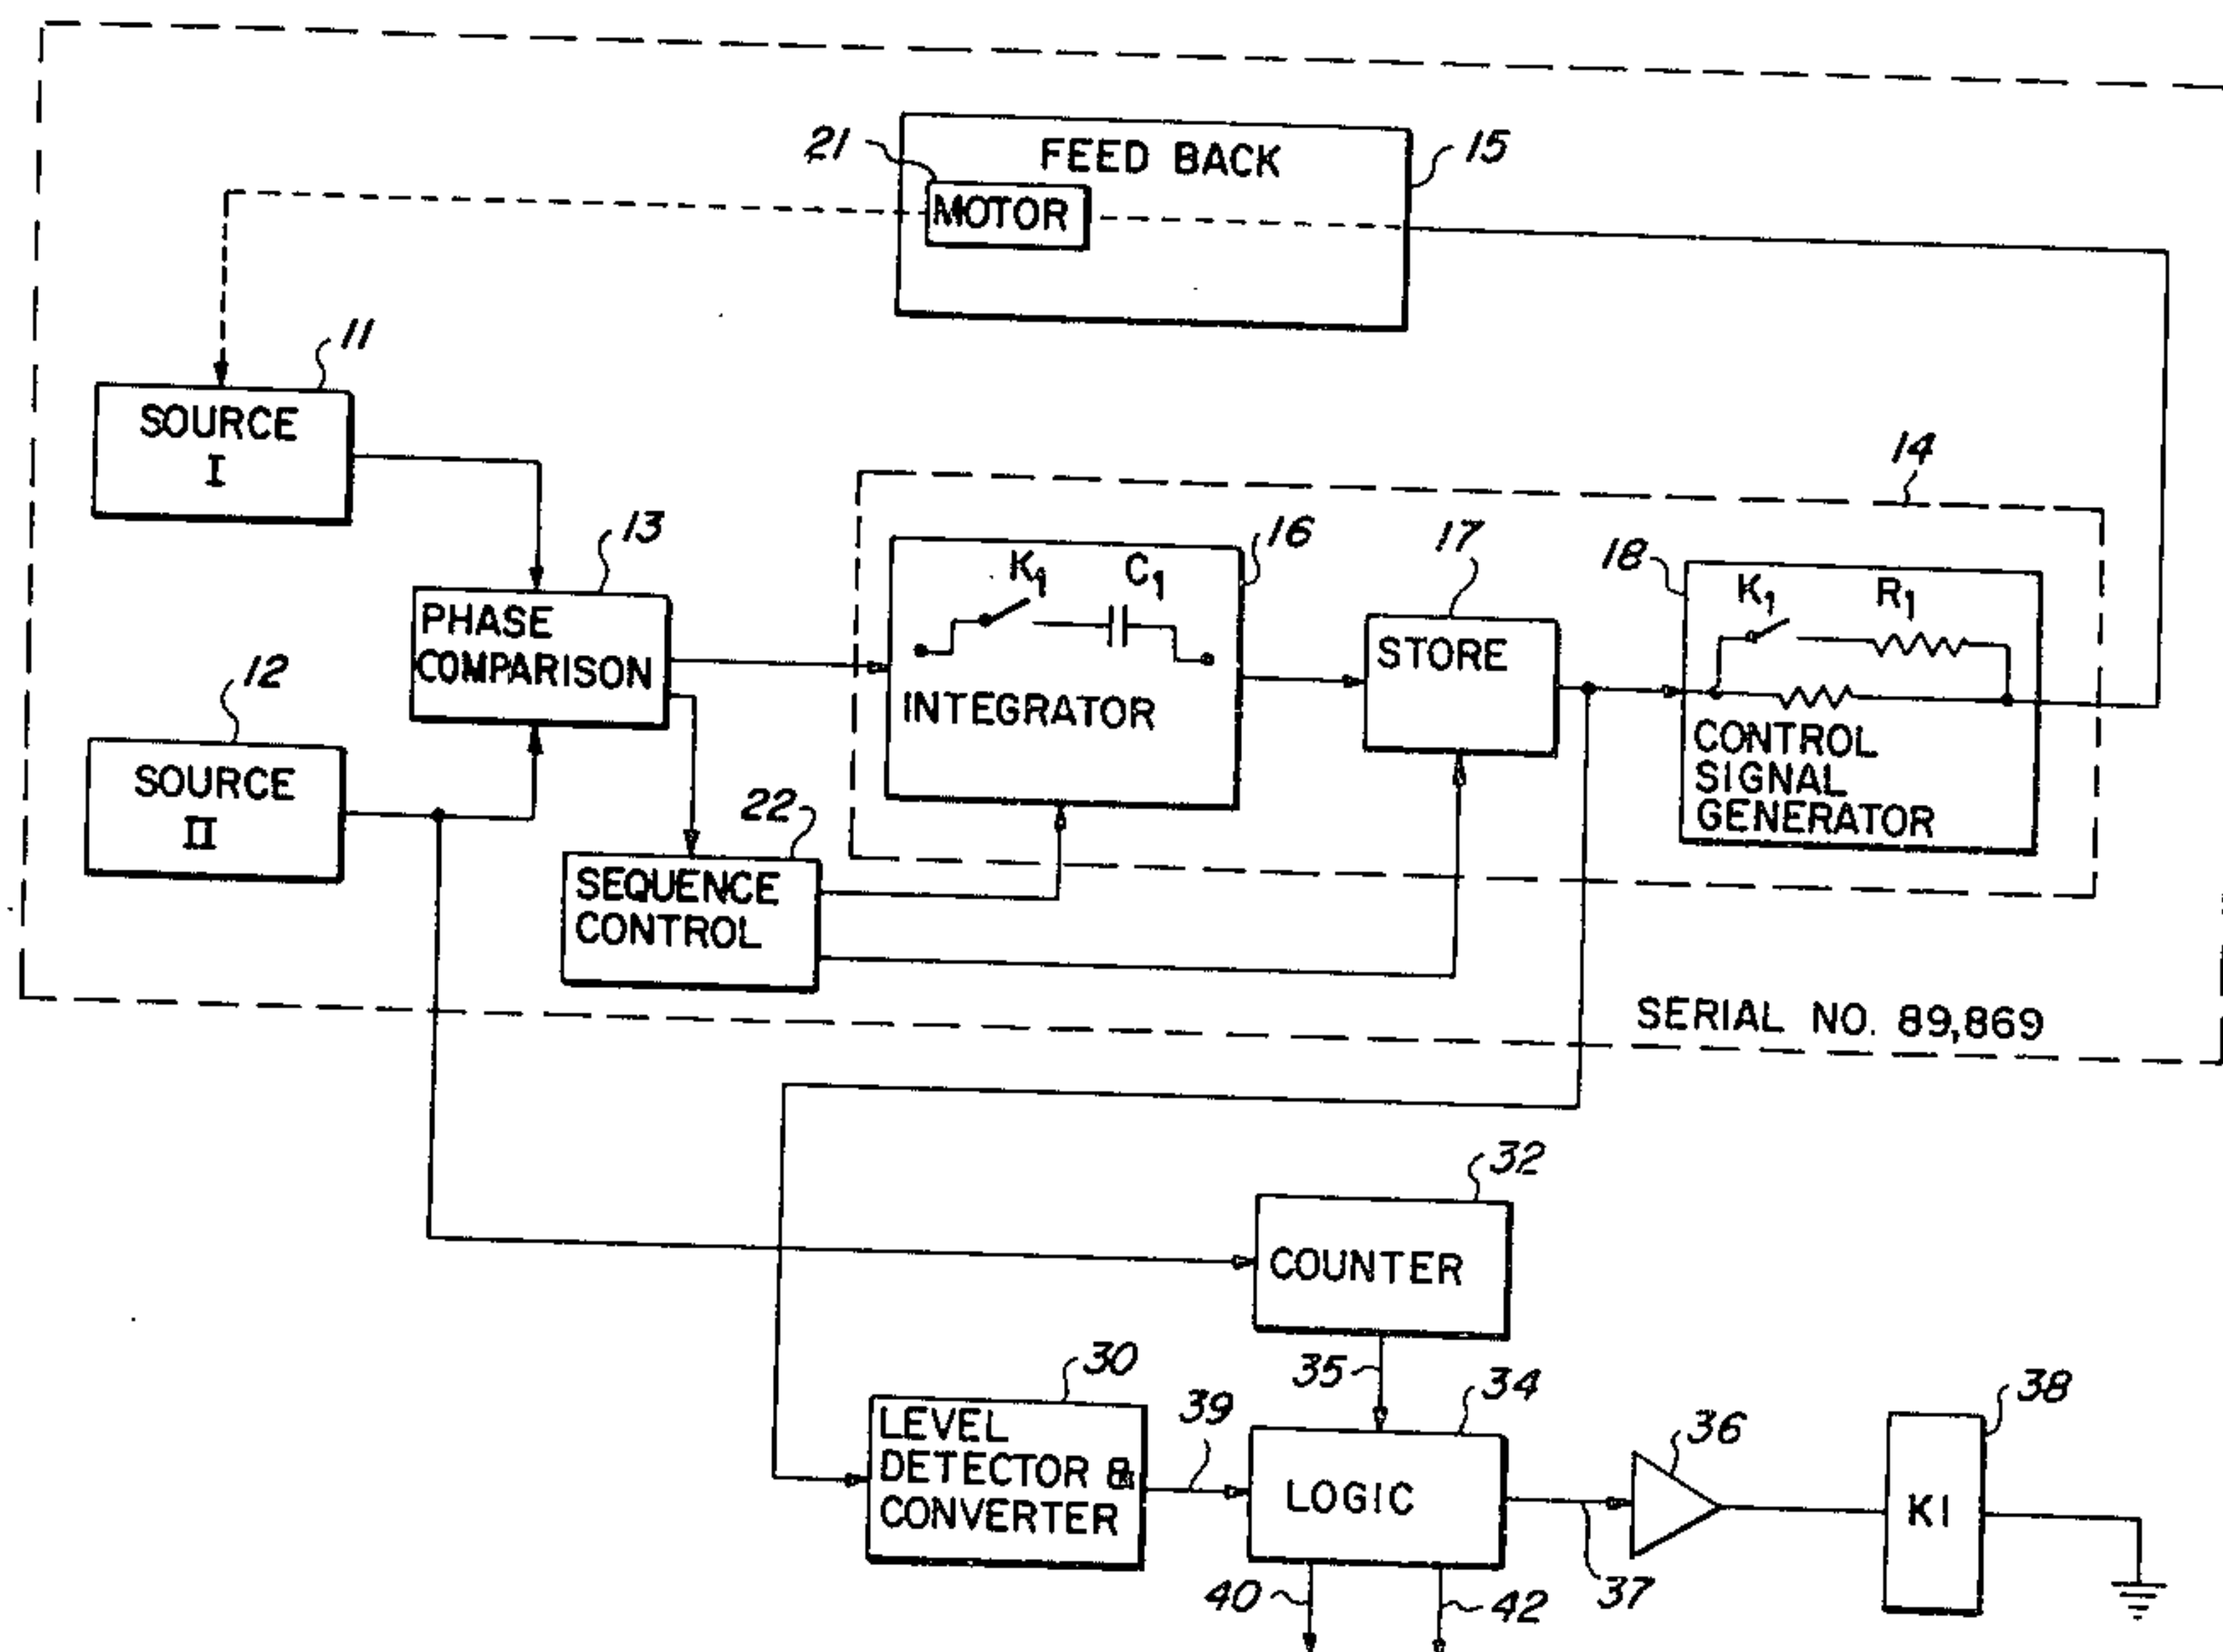 21
FEED BACK
15
MOTOR
11
SOURCE
I
14
13
16
17
18
K1
C1
K1
R1
PHASE
COMPARISON
STORE
12
INTEGRATOR
SOURCE
II
CONTROL
SIGNAL
GENERATOR
22
SEQUENCE
CONTROL
SERIAL NO. 89,869
32
COUNTER
30
35
34
38
LEVEL
DETECTOR &
CONVERTER
39
36
LOGIC
K1
40
42
37